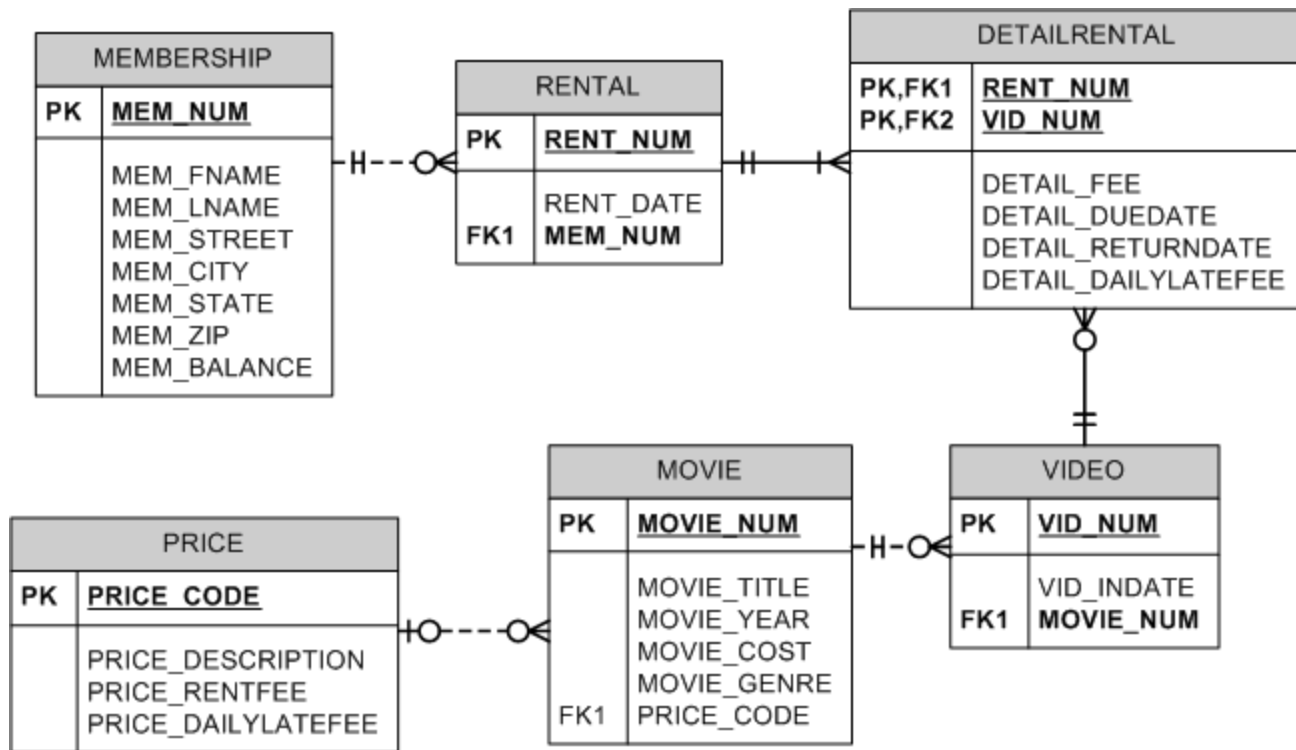 MEMBERSHIP
PK MEM_NUM
MEM_FNAME
MEM_LNAME
MEM_STREET
MEM_CITY
MEM_STATE
MEM_ZIP
MEM_BALANCE
RENTAL
PK RENT_NUM
RENT_DATE
FK1 MEM_NUM
DETAILRENTAL
PK,FK1 RENT_NUM
PK,FK2 VID_NUM
DETAIL_FEE
DETAIL_DUEDATE
DETAIL_RETURNDATE
DETAIL_DAILYLATEFEE
PRICE
PK PRICE_CODE
PRICE_DESCRIPTION
PRICE_RENTFEE
PRICE_DAILYLATEFEE
MOVIE
PK MOVIE_NUM
MOVIE_TITLE
MOVIE_YEAR
MOVIE_COST
MOVIE_GENRE
FK1 PRICE_CODE
VIDEO
PK VID_NUM
VID_INDATE
FK1 MOVIE_NUM